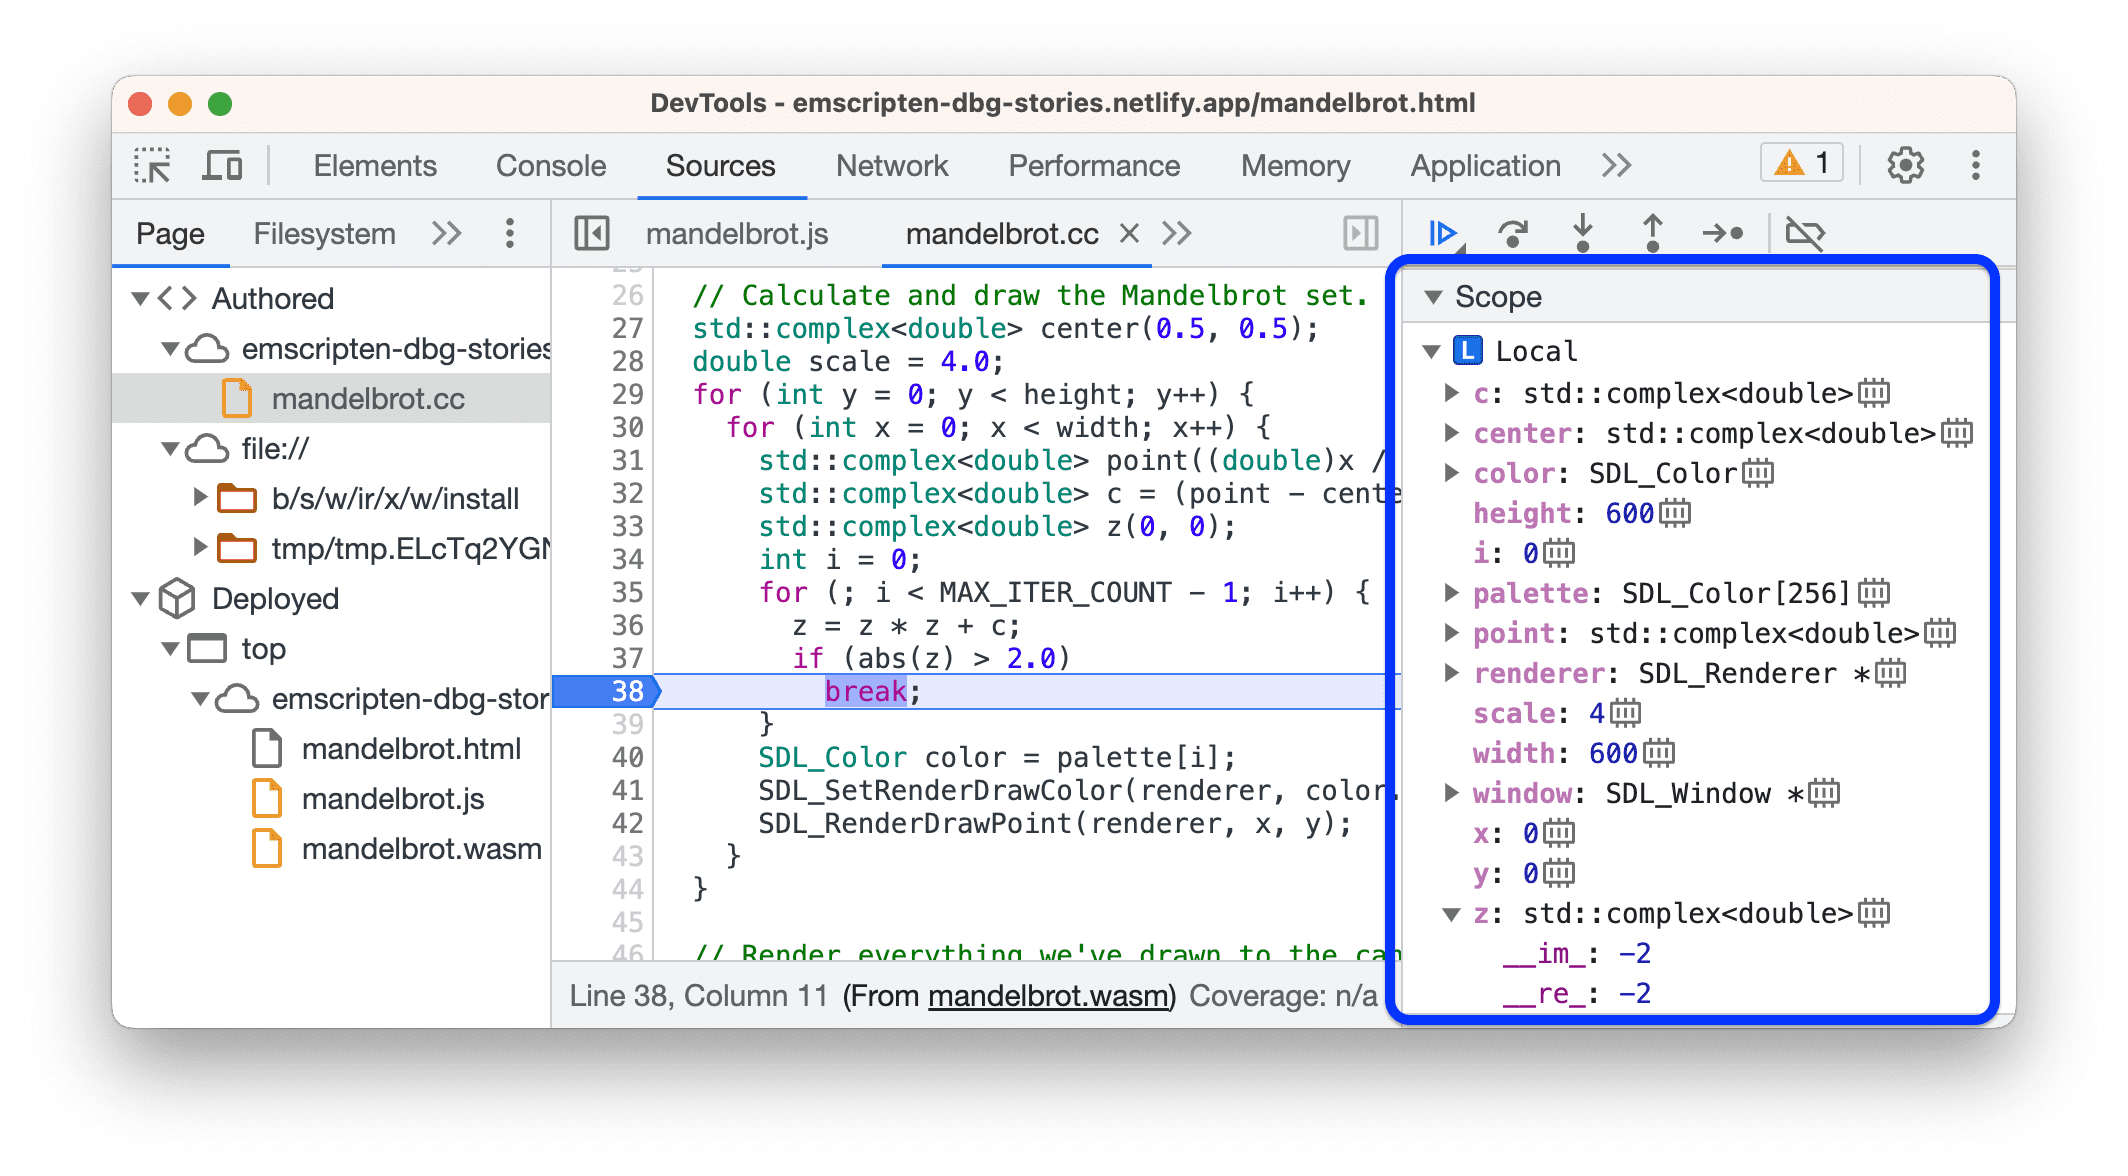 DevTools - emscripten-dbg-stories.netlify.app/mandelbrot.html
Elements Console Sources Network Performance Memory Application 1
Page Filesystem
Authored
emscripten-dbg-stories
mandelbrot.cc
file://
b/s/w/ir/x/w/install
tmp/tmp.ELcTq2YGN
Deployed
top
emscripten-dbg-stor
mandelbrot.html
mandelbrot.js
mandelbrot.wasm
mandelbrot.js mandelbrot.cc
26 // Calculate and draw the Mandelbrot set.
27 std::complex<double> center(0.5, 0.5);
28 double scale = 4.0;
29 for (int y = 0; y < height; y++) {
30 for (int x = 0; x < width; x++) {
31 std::complex<double> point((double)x /
32 std::complex<double> c = (point - cente
33 std::complex<double> z(0, 0);
34 int i = 0;
35 for (; i < MAX_ITER_COUNT - 1; i++) {
36 z = z * z + c;
37 if (abs(z) > 2.0)
38 break;
39 }
40 SDL_Color color = palette[i];
41 SDL_SetRenderDrawColor(renderer, color.
42 SDL_RenderDrawPoint(renderer, x, y);
43 }
44 }
45
46 // Render everything we've drawn to the can
Line 38, Column 11 (From mandelbrot.wasm) Coverage: n/a
Scope
L Local
c: std::complex<double>
center: std::complex<double>
color: SDL_Color
height: 600
i: 0
palette: SDL_Color[256]
point: std::complex<double>
renderer: SDL_Renderer *
scale: 4
width: 600
window: SDL_Window *
x: 0
y: 0
z: std::complex<double>
__im_: -2
__re_: -2